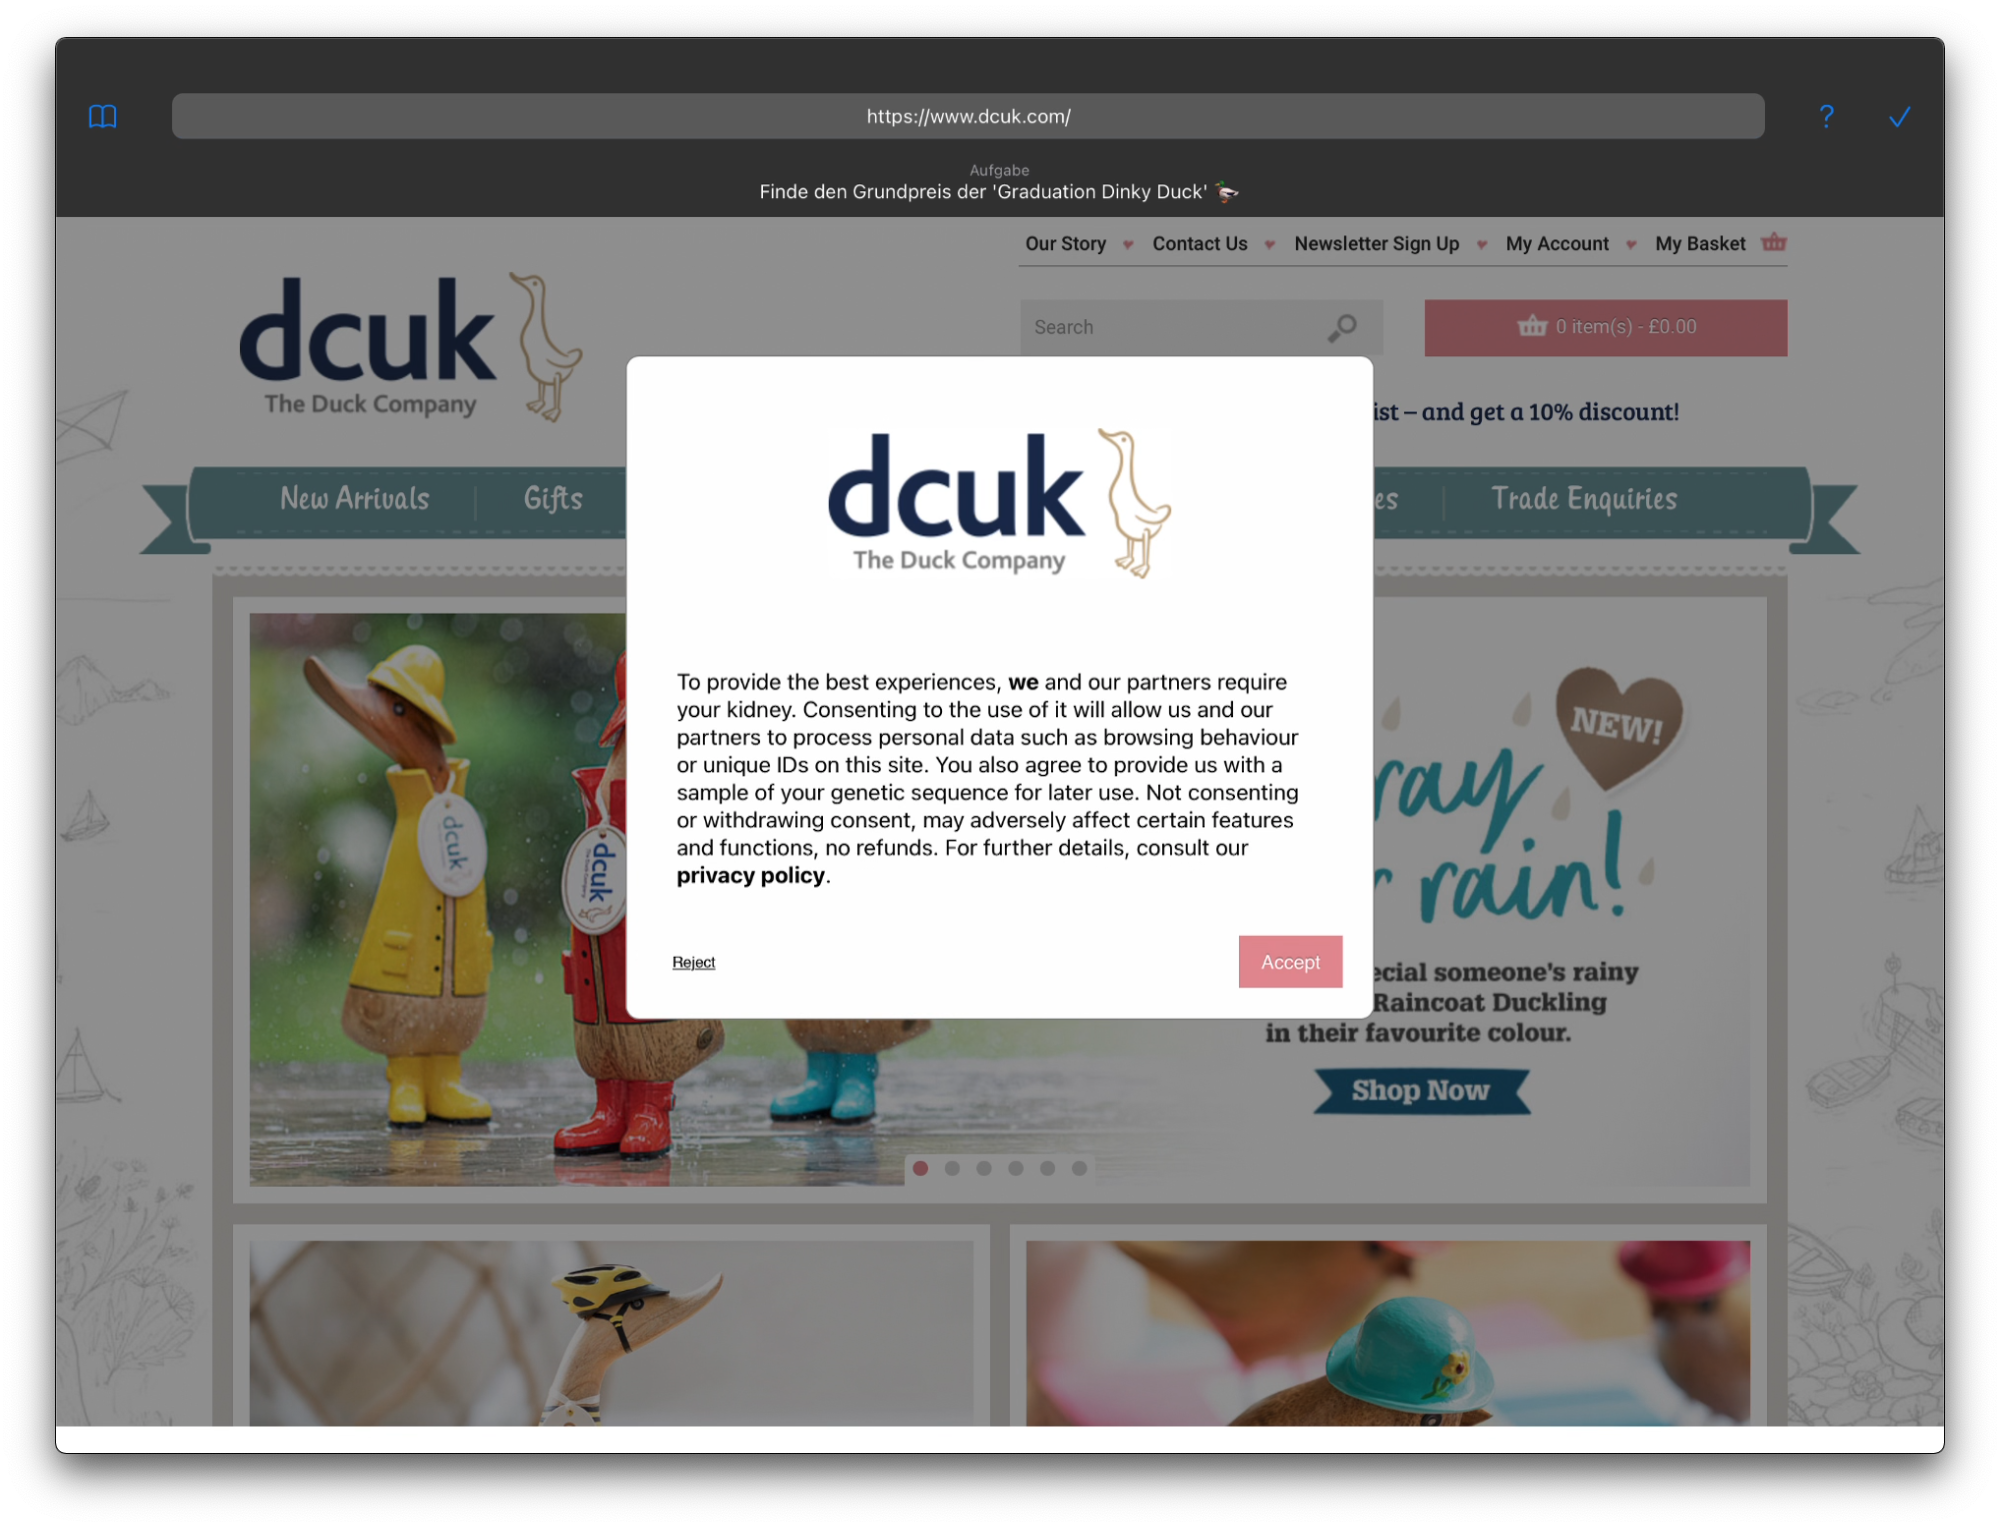 https://www.dcuk.com/
?
Aufgabe
Finde den Grundpreis der 'Graduation Dinky Duck'
Our Story
Contact Us
Newsletter Sign Up
My Account
My Basket
dcuk
The Duck Company
Search
0 item(s) - £0.00
– and get a 10% discount!
New Arrivals
Gifts
Trade Enquiries
dcuk
The Duck Company
To provide the best experiences, we and our partners require
your kidney. Consenting to the use of it will allow us and our
partners to process personal data such as browsing behaviour
or unique IDs on this site. You also agree to provide us with a
sample of your genetic sequence for later use. Not consenting
or withdrawing consent, may adversely affect certain features
and functions, no refunds. For further details, consult our
privacy policy.
Reject
Accept
dcuk
dcuk
NEW!
rain!
someone's rainy
Raincoat Duckling
in their favourite colour.
Shop Now